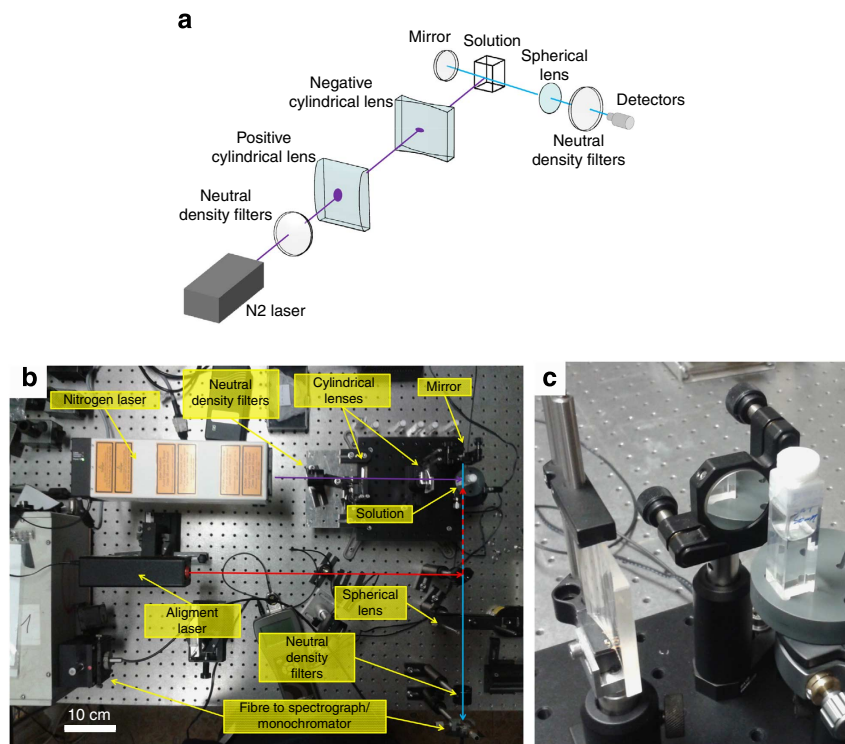 a
Mirror
Solution
Spherical
lens
Detectors
Neutral
density filters
Negative
cylindrical lens
Positive
cylindrical lens
Neutral
density filters
N2 laser
b
Nitrogen laser
Neutral
density filters
Cylindrical
lenses
Mirror
Solution
Aligment
laser
Spherical
lens
Neutral
density
filters
Fibre to spectrograph/
monochromator
10 cm
1
c